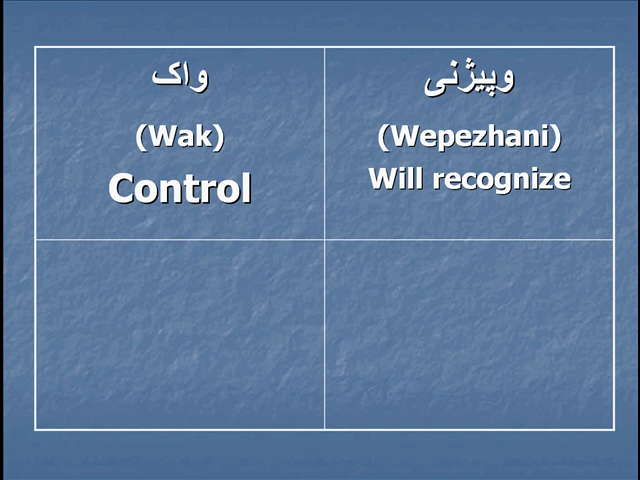 واک
(Wak)
Control
وپیژنی
(Wepezhani)
Will recognize